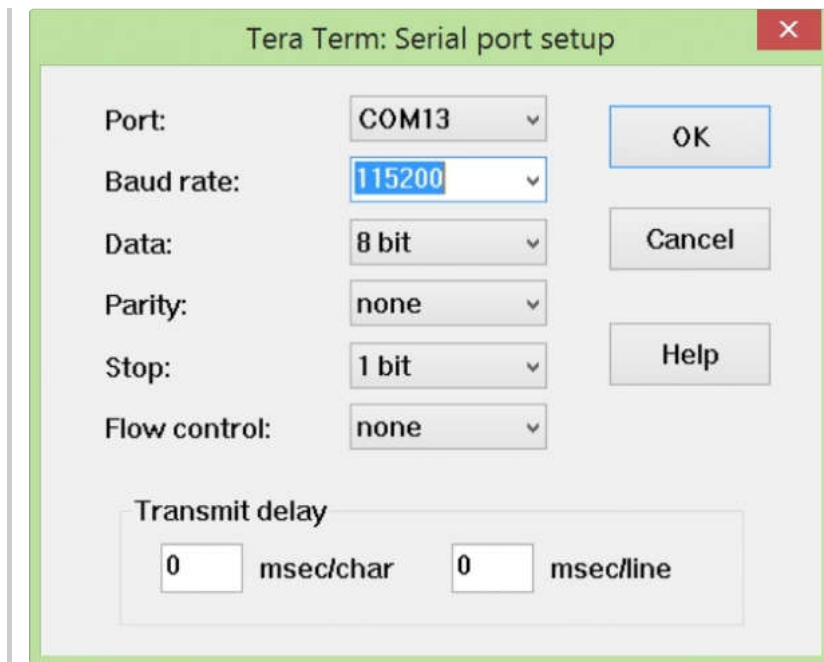 Tera Term: Serial port setup
Port: COM13 OK
Baud rate: 115200
Data: 8 bit Cancel
Parity: none
Stop: 1 bit Help
Flow control: none
Transmit delay
0 msec/char 0 msec/line